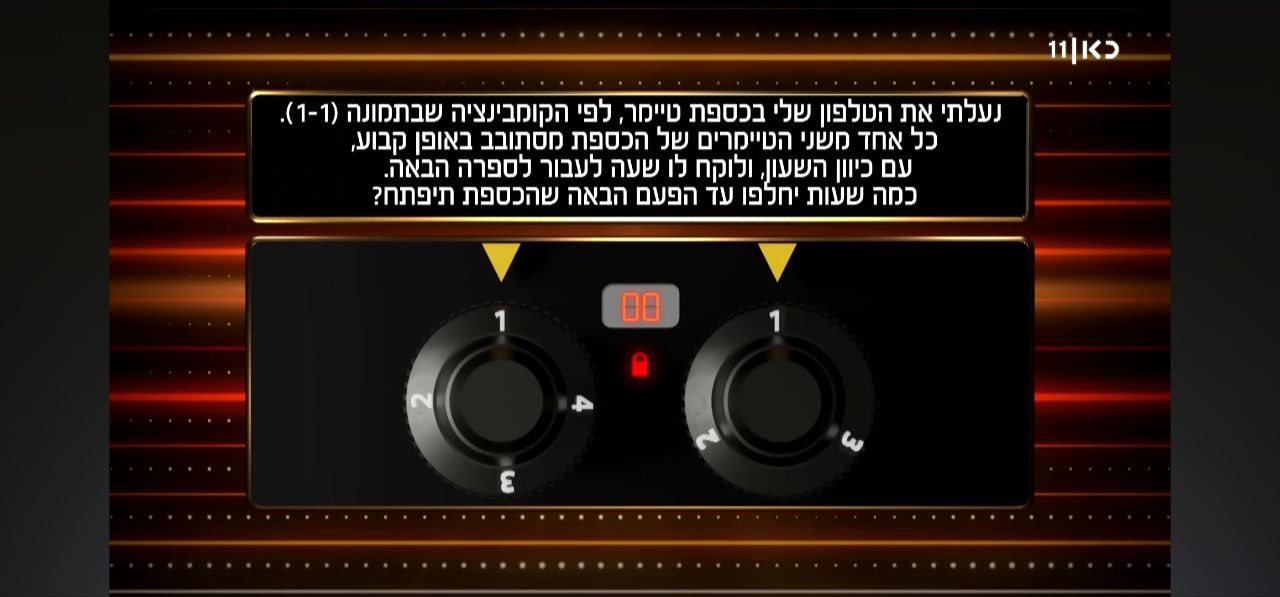 כאן|11
נעלתי את הטלפון שלי בכספת טיימר, לפי הקומבינציה שבתמונה (1-1).
כל אחד משני הטיימרים של הכספת מסתובב באופן קבוע,
עם כיוון השעון, ולוקח לו שעה לעבור לספרה הבאה.
כמה שעות יחלפו עד הפעם הבאה שהכספת תיפתח?
00
1
2
4
3
1
2
3